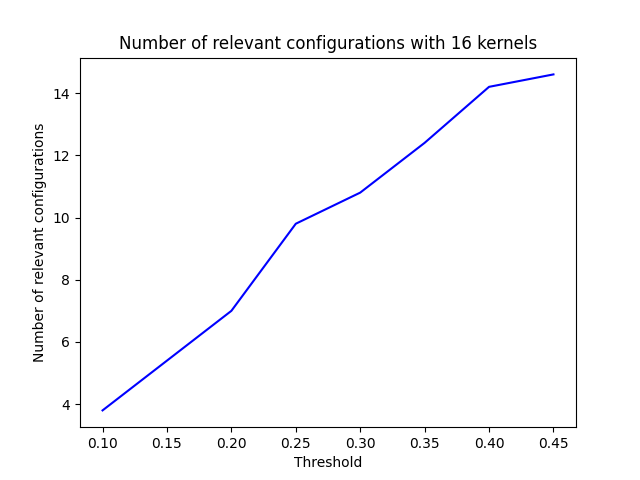 Number of relevant configurations with 16 kernels
Number of relevant configurations
14
12
10
8
6
4
0.10 0.15 0.20 0.25 0.30 0.35 0.40 0.45
Threshold